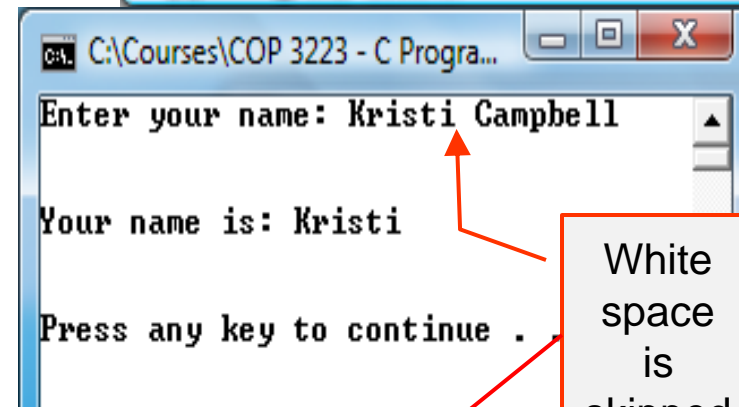 C:\Courses\COP 3223 - C Progra...
Enter your name: Kristi Campbell
Your name is: Kristi
Press any key to continue . .
White
space
is
skipped